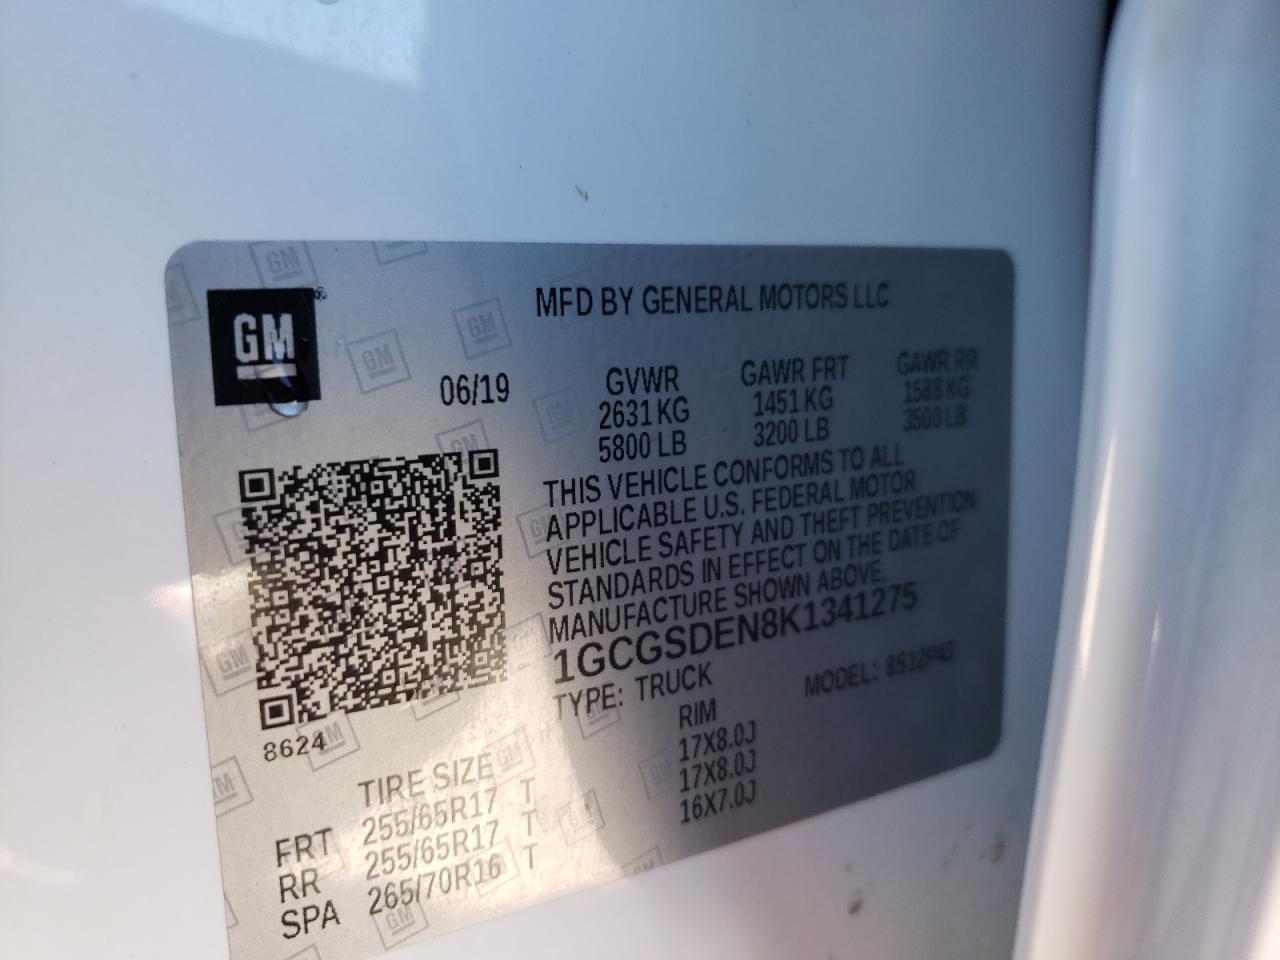 GM
MFD BY GENERAL MOTORS LLC
06/19
GVWR GAWR FRT GAWR RR
2631 KG 1451 KG 1588 KG
5800 LB 3200 LB 3500 LB
THIS VEHICLE CONFORMS TO ALL
APPLICABLE U.S. FEDERAL MOTOR
VEHICLE SAFETY AND THEFT PREVENTION
STANDARDS IN EFFECT ON THE DATE OF
MANUFACTURE SHOWN ABOVE.
1GCGSDEN8K1341275
TYPE: TRUCK MODEL:
8624
TIRE SIZE RIM
FRT 255/65R17 T 17X8.0J
RR 255/65R17 T 17X8.0J
SPA 265/70R16 T 16X7.0J